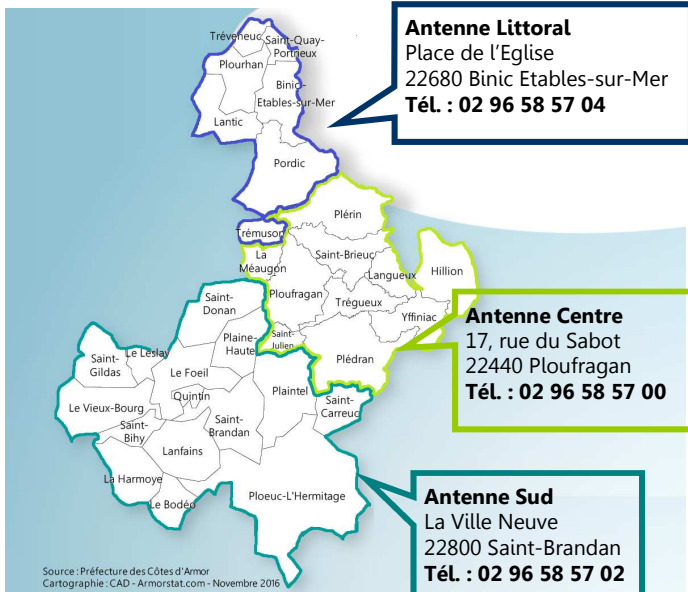 Antenne Littoral
Place de l'Eglise
22680 Binic Etables-sur-Mer
Tél. : 02 96 58 57 04
Tréveneuc
Saint-Quay-
Portrieux
Plourhan
Binic-
Etables-sur-Mer
Lantic
Pordic
Trémuson
Plérin
La
Méaugon
Saint-Brieuc
Langueux
Hillion
Ploufragan
Trégueux
Yffiniac
Saint-
Julien
Plédran
Antenne Centre
17, rue du Sabot
22440 Ploufragan
Tél. : 02 96 58 57 00
Saint-
Donan
Plaine-
Haute
Saint-
Gildas
Le Leslay
Le Foeil
Quintin
Plaintel
Saint-
Carreuc
Le Vieux-Bourg
Saint-
Bihy
Saint-
Brandan
Lanfains
La Harmoye
Le Bodéo
Ploeuc-L'Hermitage
Antenne Sud
La Ville Neuve
22800 Saint-Brandan
Tél. : 02 96 58 57 02
Source : Préfecture des Côtes d'Armor
Cartographie : CAD - Armorstat.com - Novembre 2016